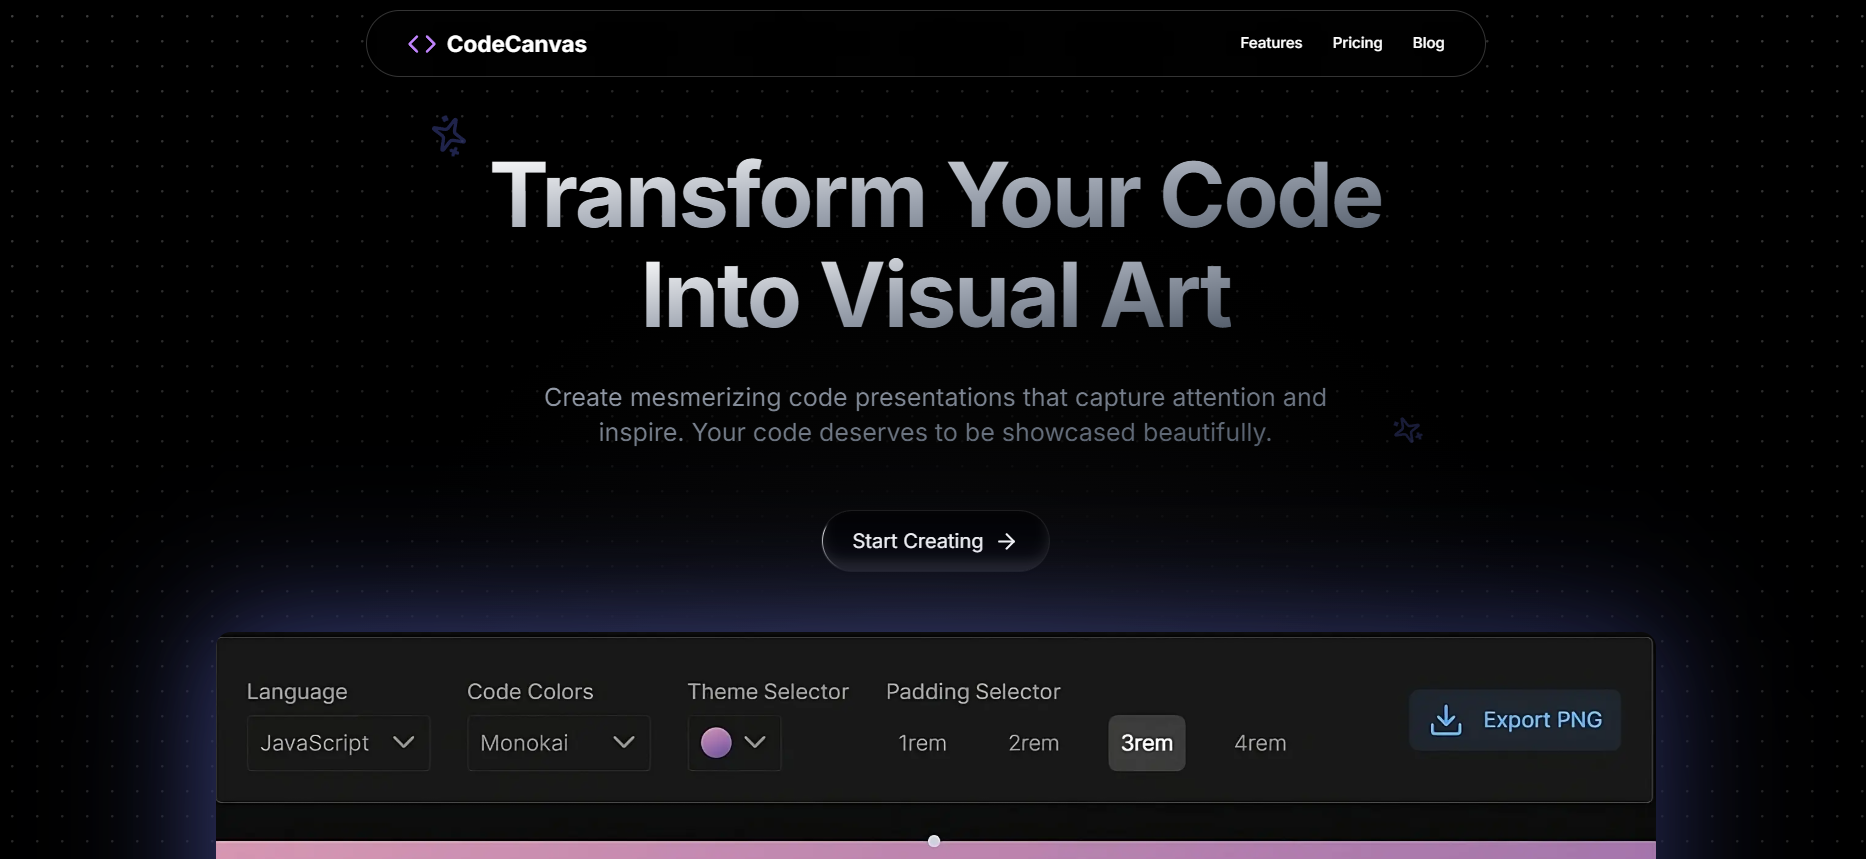 CodeCanvas
Features
Pricing
Blog
Transform Your Code
Into Visual Art
Create mesmerizing code presentations that capture attention and
inspire. Your code deserves to be showcased beautifully.
Start Creating
Language
Code Colors
Theme Selector
Padding Selector
JavaScript
Monokai
1rem
2rem
3rem
4rem
Export PNG